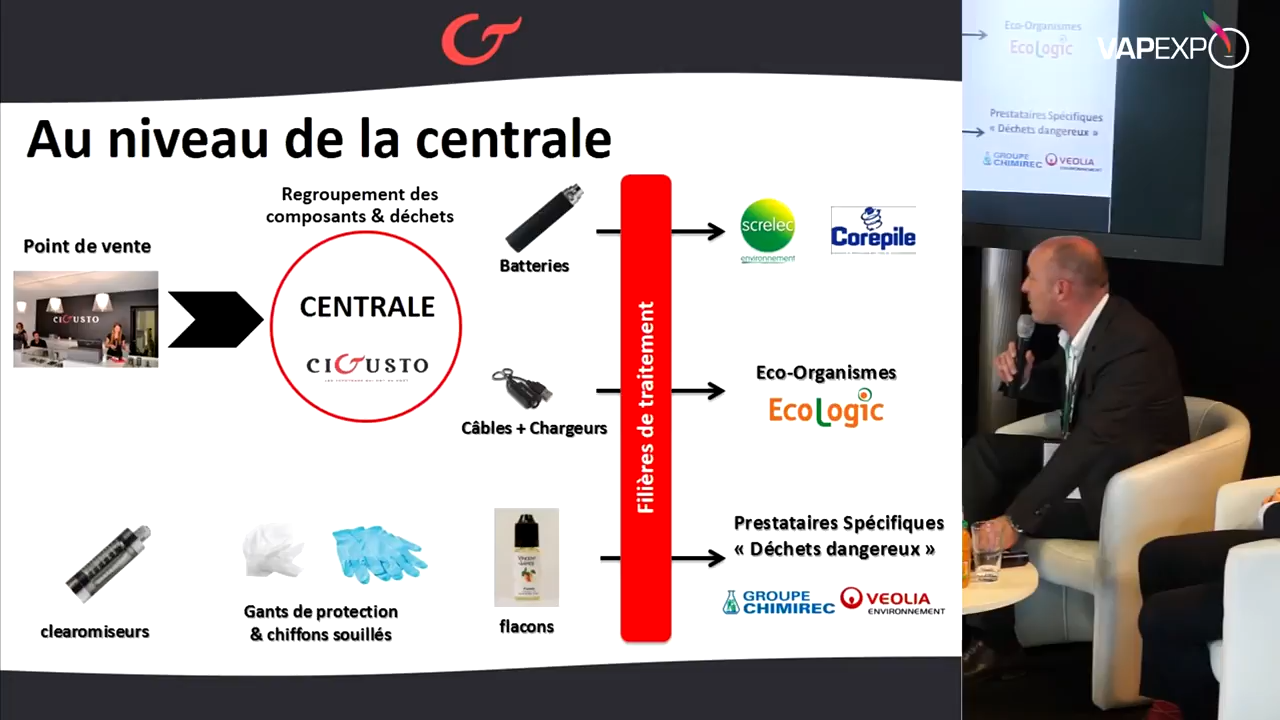 Au niveau de la centrale
Regroupement des
composants & déchets
Point de vente
CIGUSTO
CENTRALE
CIGUSTO
Batteries
Câbles + Chargeurs
Filières de traitement
screlec
environnement
Corepile
Eco-Organismes
EcoLogic
clearomiseurs
Gants de protection
& chiffons souillés
flacons
Prestataires Spécifiques
« Déchets dangereux »
GROUPE
CHIMIREC
VEOLIA
ENVIRONNEMENT
VAPEXPO
Eco-Organismes
EcoLogic
Prestataires Spécifiques
« Déchets dangereux »
GROUPE
CHIMIREC
VEOLIA
ENVIRONNEMENT